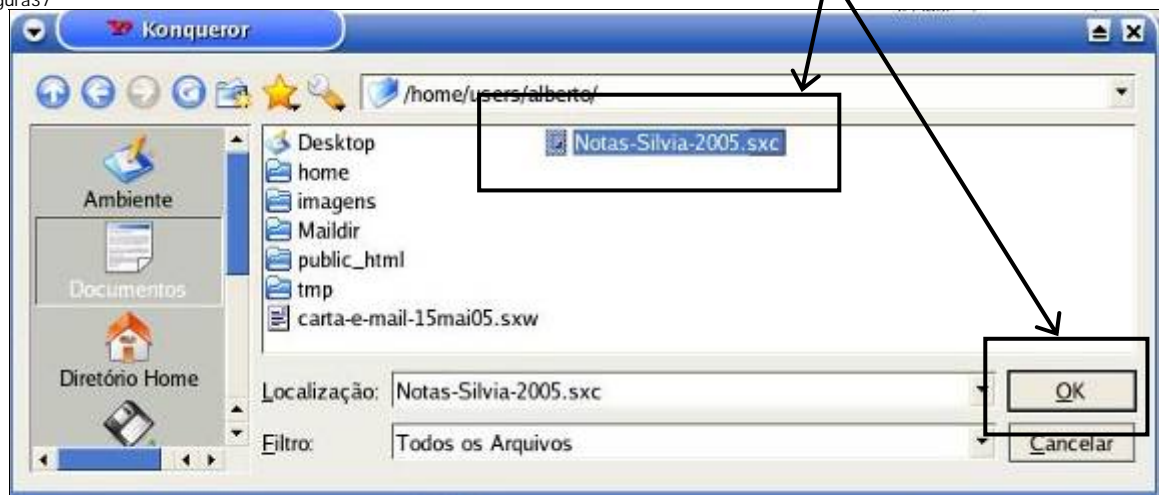 gura37
Konqueror
/home/users/alberto/
Ambiente
Documentos
Diretório Home
Desktop
home
imagens
Maildir
public_html
tmp
carta-e-mail-15mai05.sxw
Notas-Silvia-2005.sxc
Localização: Notas-Silvia-2005.sxc OK
Filtro: Todos os Arquivos Cancelar